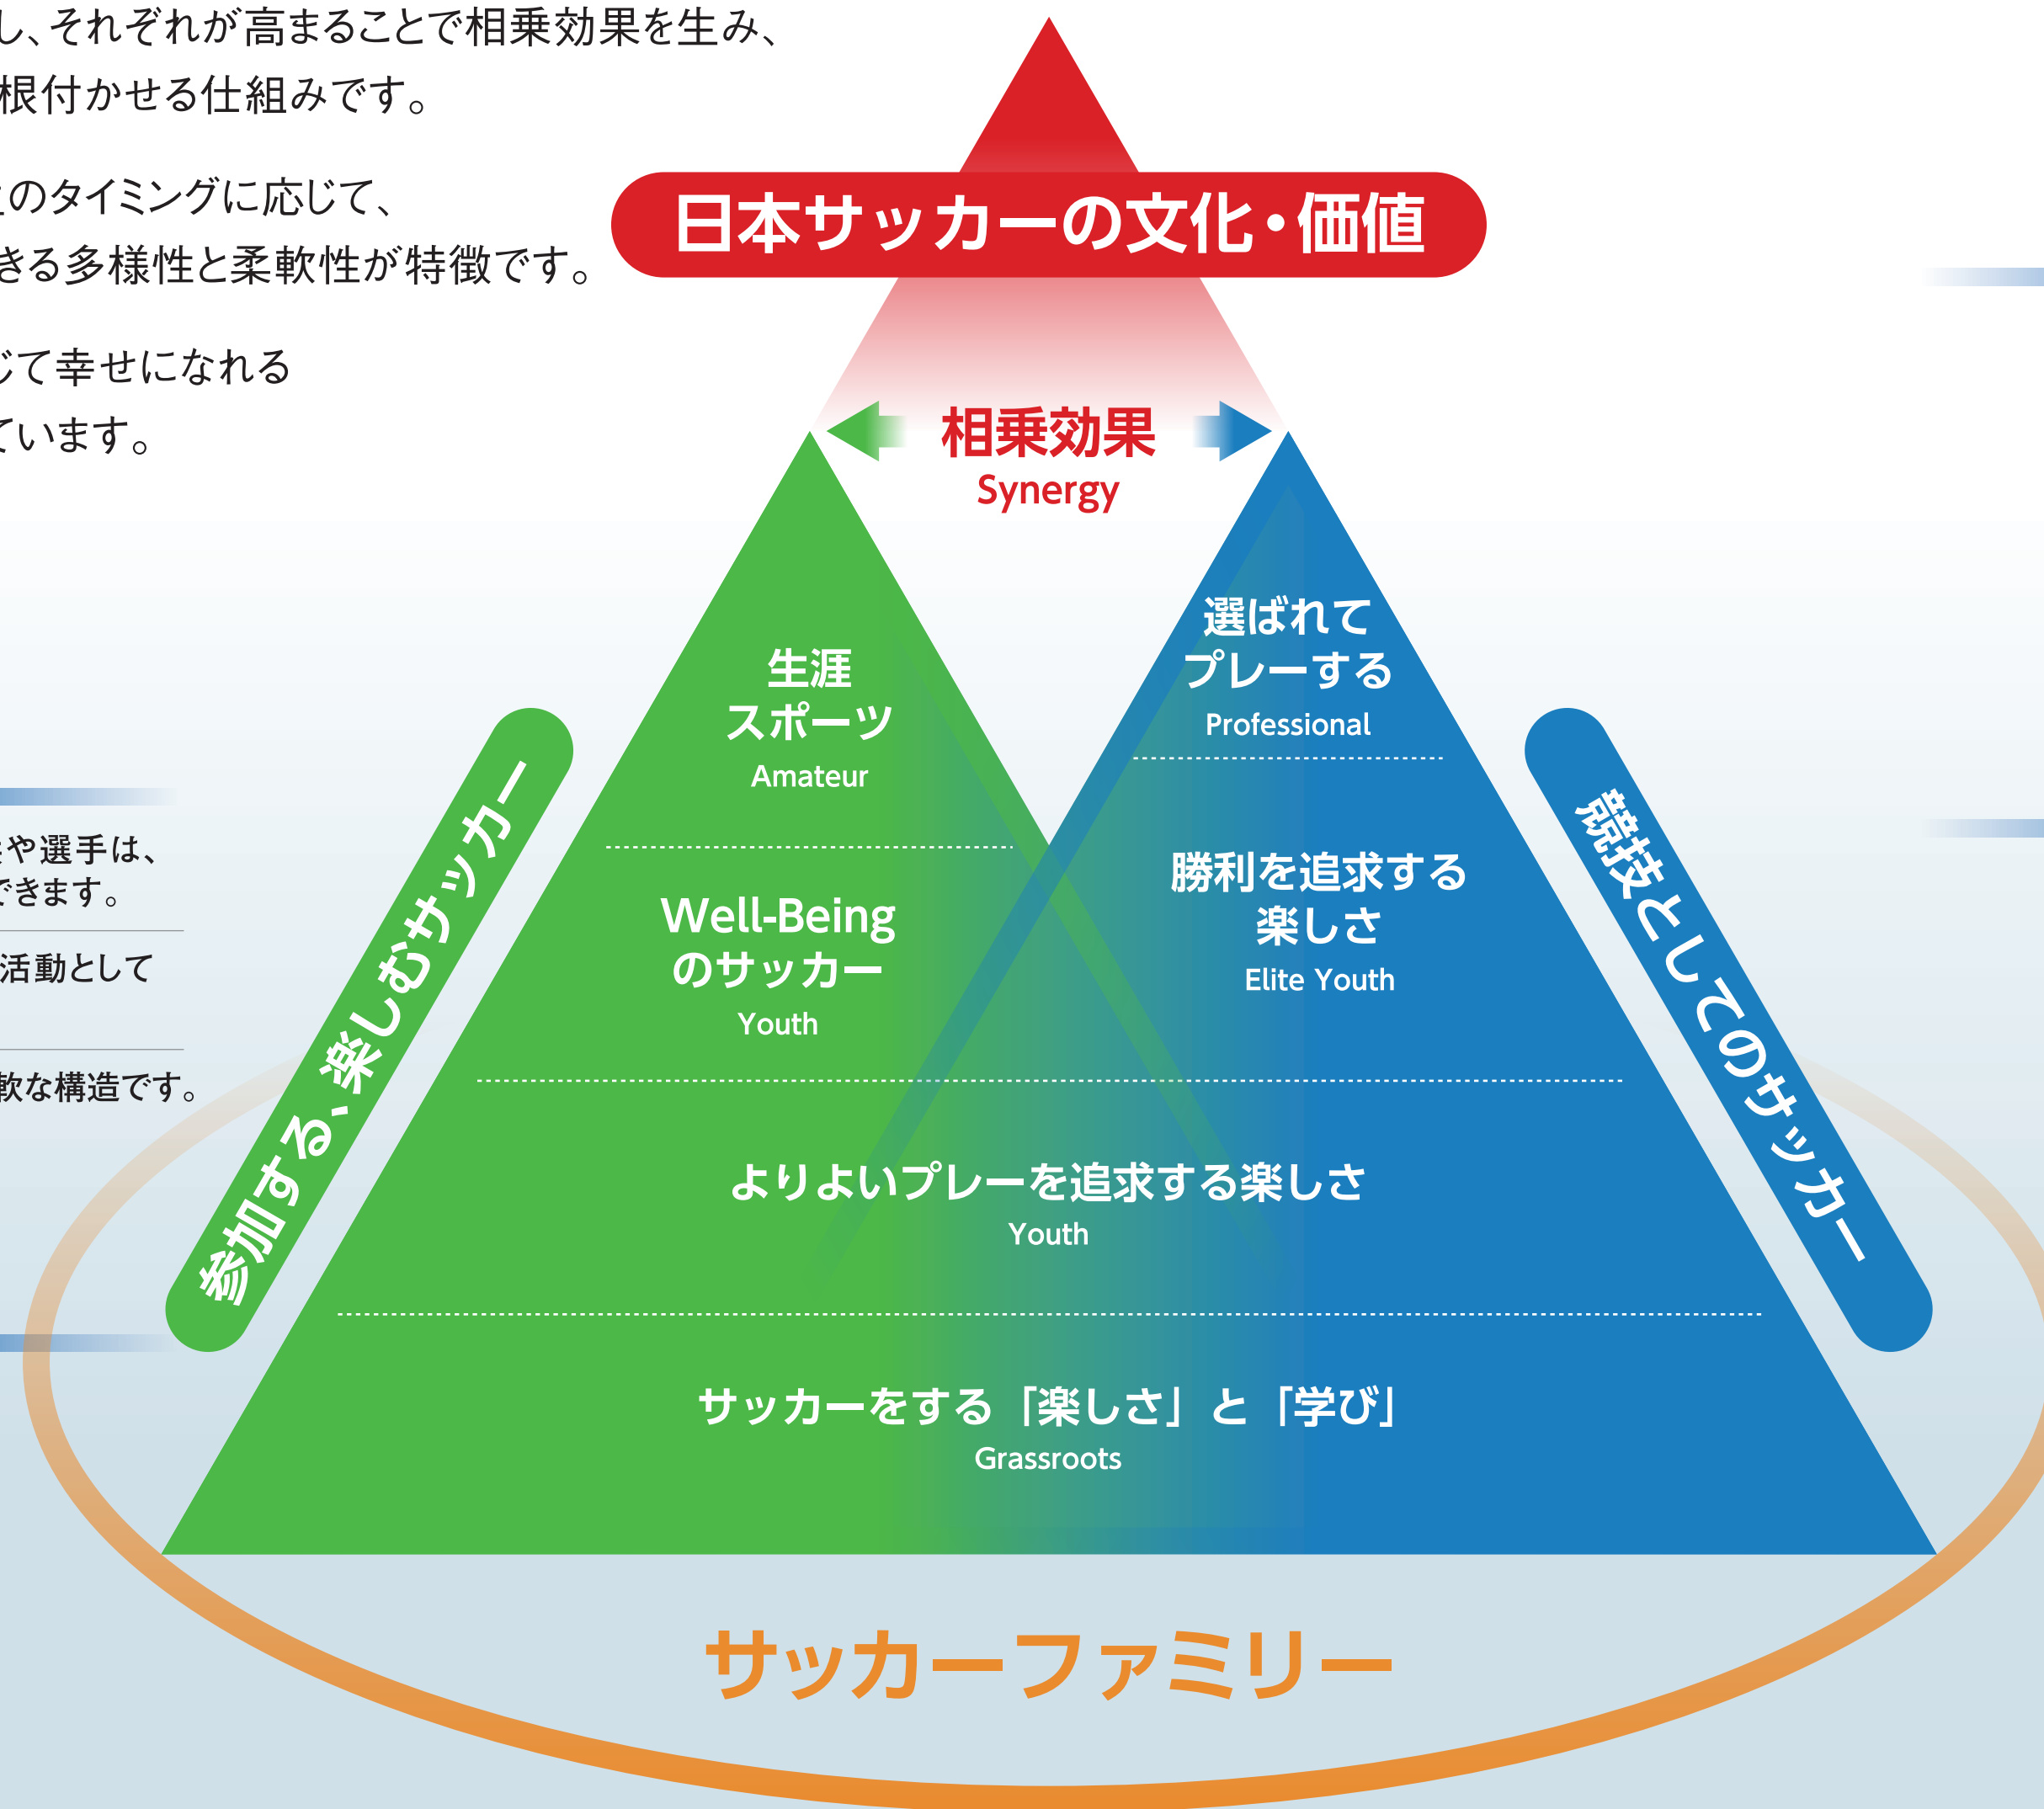 し、それぞれが高まることで相乗効果を生み、
根付かせる仕組みです。
のタイミングに応じて、
きる多様性と柔軟性が特徴です。
じて幸せになれる
ています。
日本サッカーの文化・価値
相乗効果
Synergy
生涯
スポーツ
Amateur
選ばれて
プレーする
Professional
Well-Being
のサッカー
Youth
勝利を追求する
楽しさ
Elite Youth
よりよいプレーを追求する楽しさ
Youth
サッカーをする「楽しさ」と「学び」
Grassroots
参加する、楽しむサッカー
競技としてのサッカー
や選手は、
できます。
活動として
軟な構造です。
サッカーファミリー